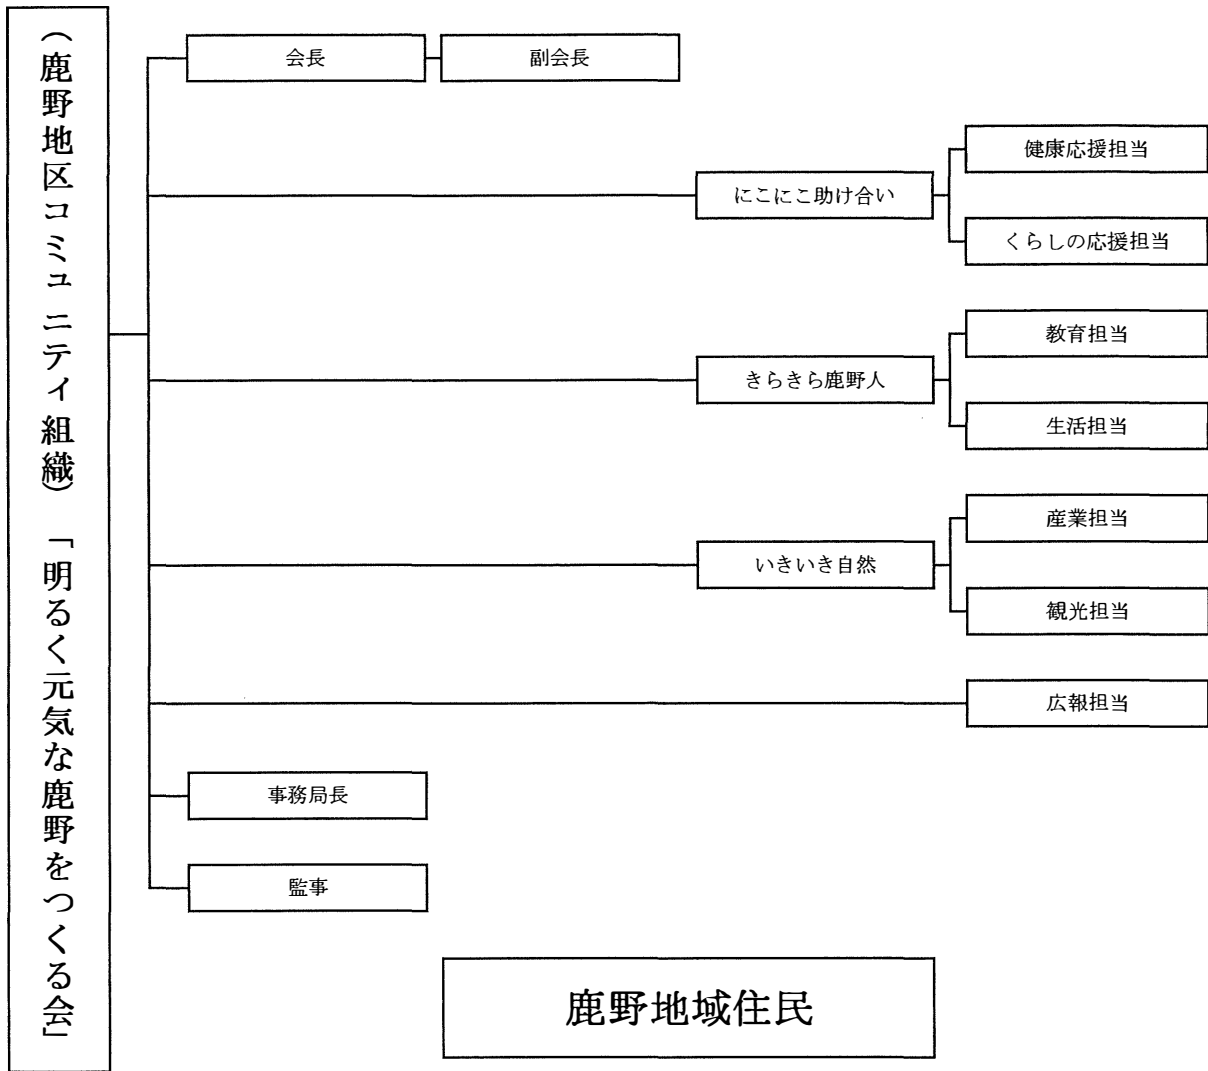 （鹿野地区コミュニティ組織）「明るく元気な鹿野をつくる会」
会長
副会長
にこにこ助け合い
健康応援担当
くらしの応援担当
きらきら鹿野人
教育担当
生活担当
いきいき自然
産業担当
観光担当
広報担当
事務局長
監事
鹿野地域住民